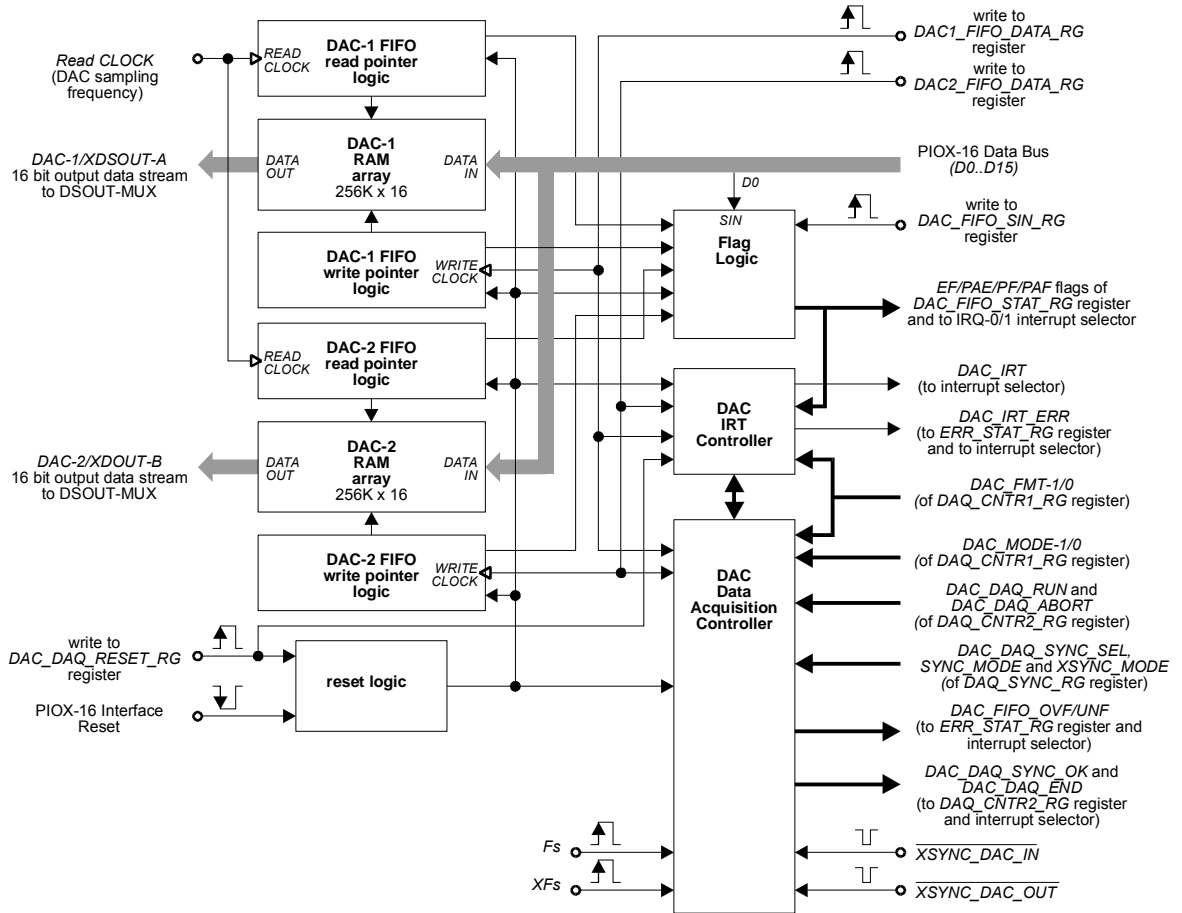 Read CLOCK
(DAC sampling
frequency)
READ
CLOCK
DAC-1 FIFO
read pointer
logic
DAC-1/XDSOUT-A
16 bit output data stream
to DSOUT-MUX
DATA
OUT
DAC-1
RAM
array
256K x 16
DATA
IN
DAC-1 FIFO
write pointer
logic
WRITE
CLOCK
READ
CLOCK
DAC-2 FIFO
read pointer
logic
DAC-2/XDOUT-B
16 bit output data stream
to DSOUT-MUX
DATA
OUT
DAC-2
RAM
array
256K x 16
DATA
IN
DAC-2 FIFO
write pointer
logic
WRITE
CLOCK
write to
DAC_DAQ_RESET_RG
register
PIOX-16 Interface
Reset
reset logic
write to
DAC1_FIFO_DATA_RG
register
write to
DAC2_FIFO_DATA_RG
register
PIOX-16 Data Bus
(D0..D15)
D0
SIN
Flag
Logic
write to
DAC_FIFO_SIN_RG
register
EF/PAE/PF/PAF flags of
DAC_FIFO_STAT_RG register
and to IRQ-0/1 interrupt selector
DAC
IRT
Controller
DAC_IRT
(to interrupt selector)
DAC_IRT_ERR
(to ERR_STAT_RG register
and to interrupt selector)
DAC_FMT-1/0
(of DAQ_CNTR1_RG register)
DAC
Data
Acquisition
Controller
DAC_MODE-1/0
(of DAQ_CNTR1_RG register)
DAC_DAQ_RUN and
DAC_DAQ_ABORT
(of DAQ_CNTR2_RG register)
DAC_DAQ_SYNC_SEL,
SYNC_MODE and XSYNC_MODE
(of DAQ_SYNC_RG register)
DAC_FIFO_OVF/UNF
(to ERR_STAT_RG register and
interrupt selector)
DAC_DAQ_SYNC_OK and
DAC_DAQ_END
(to DAQ_CNTR2_RG register
and interrupt selector)
Fs
XFs
XSYNC_DAC_IN
XSYNC_DAC_OUT